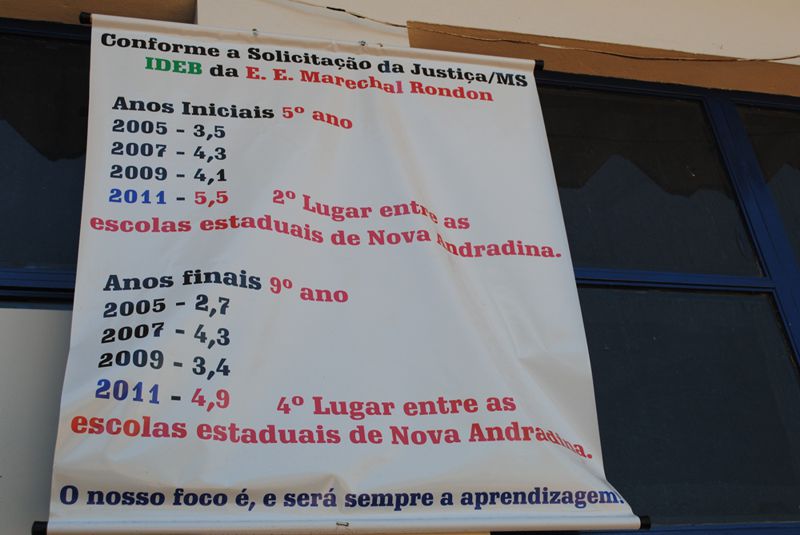 Conforme a Solicitação da Justiça/MS
IDEB da E. E. Marechal Rondon
Anos Iniciais 5º ano
2005 - 3,5
2007 - 4,3
2009 - 4,1
2011 - 5,5 2º Lugar entre as
escolas estaduais de Nova Andradina.
Anos finais 9º ano
2005 - 2,7
2007 - 4,3
2009 - 3,4
2011 - 4,9 4º Lugar entre as
escolas estaduais de Nova Andradina.
O nosso foco é, e será sempre a aprendizagem!